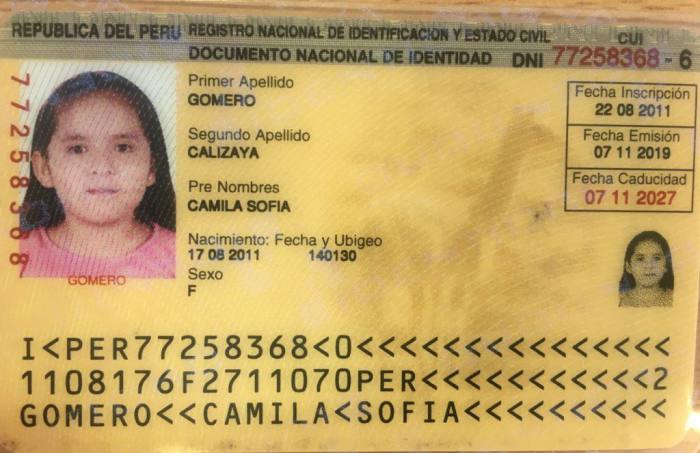 REPUBLICA DEL PERU REGISTRO NACIONAL DE IDENTIFICACIÓN Y ESTADO CIVIL CUI
DOCUMENTO NACIONAL DE IDENTIDAD DNI 77258368 - 6
77258368
Primer Apellido
GOMERO
Segundo Apellido
CALIZAYA
Pre Nombres
CAMILA SOFIA
Nacimiento: Fecha y Ubigeo
17 08 2011 140130
Sexo
F
Fecha Inscripción
22 08 2011
Fecha Emisión
07 11 2019
Fecha Caducidad
07 11 2027
GOMERO
I<PER77258368<0<<<<<<<<<<<<<<<
1108176F2711070PER<<<<<<<<<<<2
GOMERO<<CAMILA<SOFIA<<<<<<<<<<